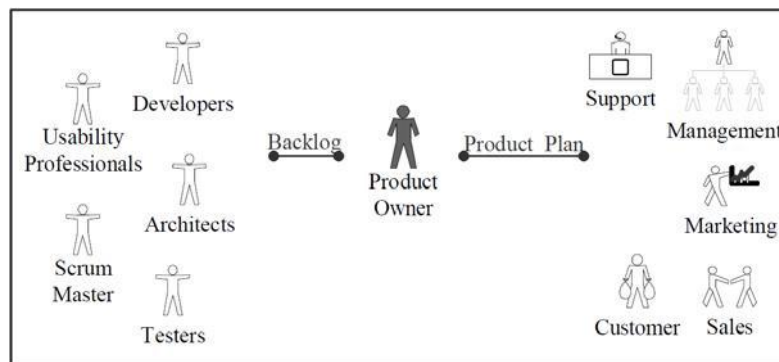 Developers
Usability
Professionals
Architects
Scrum
Master
Testers
Backlog
Product
Owner
Product Plan
Support
Management
Marketing
Customer
Sales